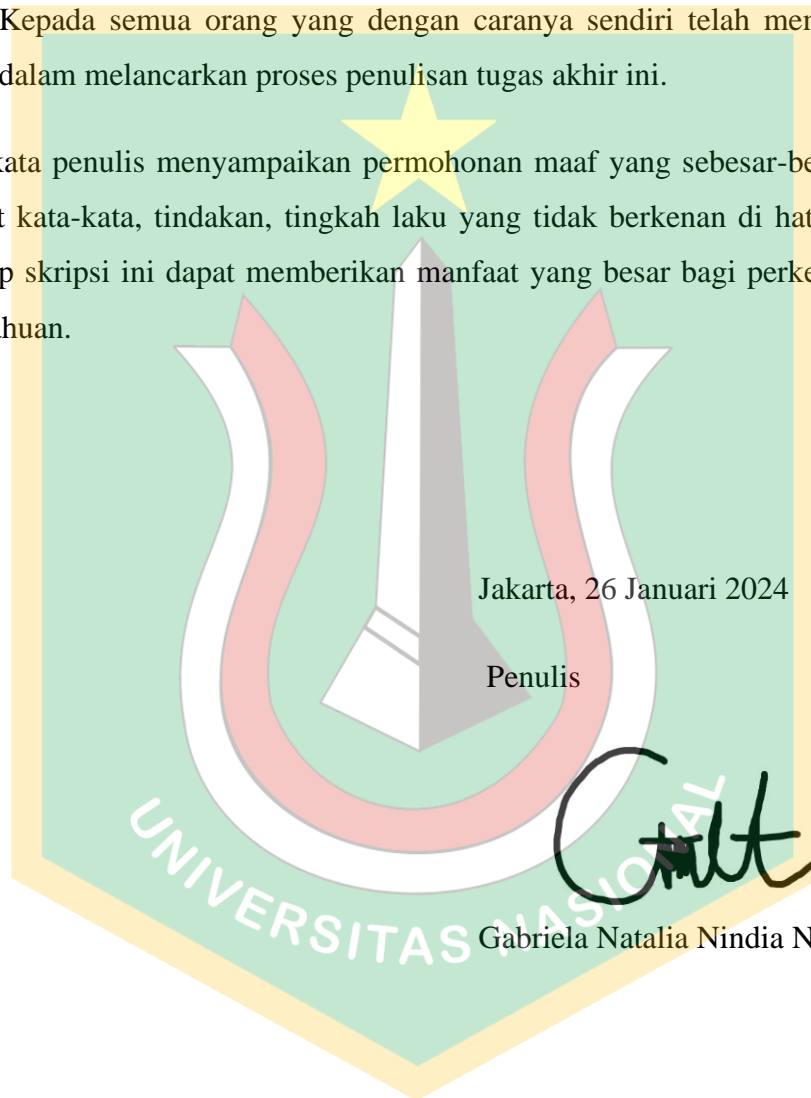 Kepada semua orang yang dengan caranya sendiri telah mem
dalam melancarkan proses penulisan tugas akhir ini.
kata penulis menyampaikan permohonan maaf yang sebesar-be
t kata-kata, tindakan, tingkah laku yang tidak berkenan di hat
p skripsi ini dapat memberikan manfaat yang besar bagi perke
ahuan.
Jakarta, 26 Januari 2024
Penulis
UNIVERSITAS NASIONAL
Gabriela Natalia Nindia N